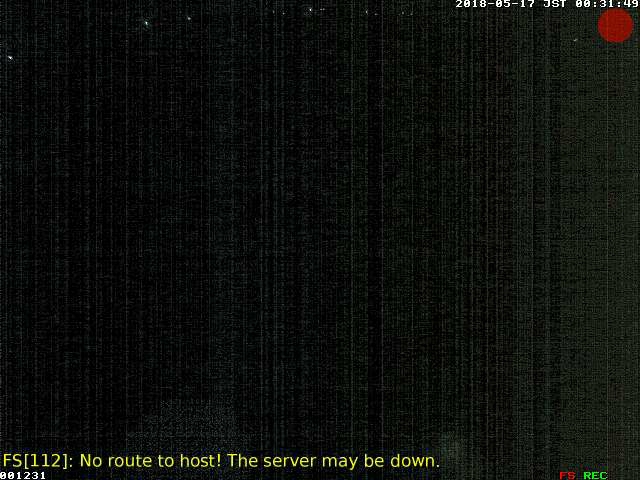 2018-05-17 JST 00:31:49
FS[112]: No route to host! The server may be down.
001231
FS REC